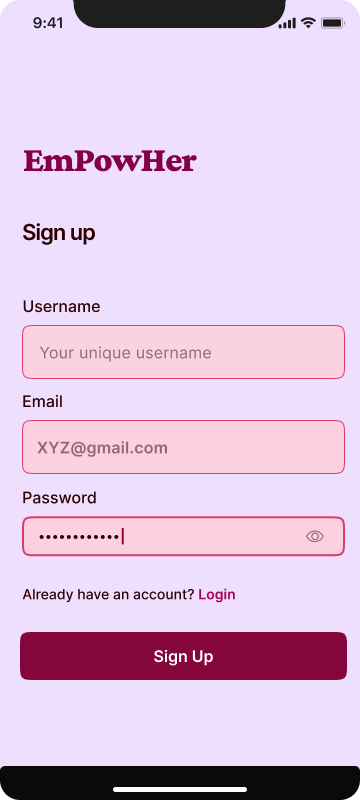 9:41
EmPowHer
Sign up
Username
Your unique username
Email
XYZ@gmail.com
Password
••••••••••••
Already have an account? Login
Sign Up